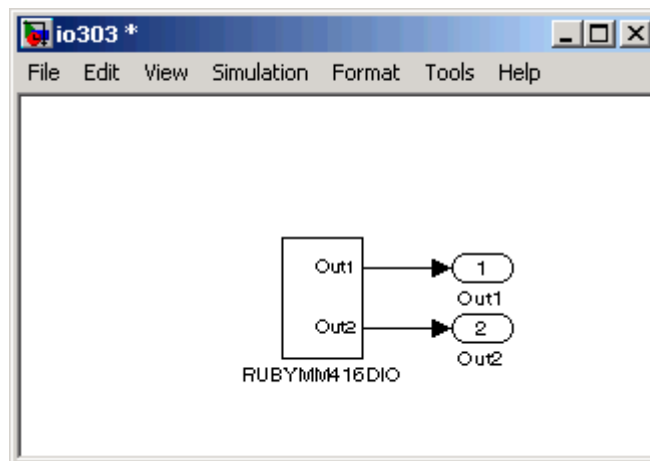 io303 *
File Edit View Simulation Format Tools Help
Out1 1
Out1
Out2 2
Out2
RUBYMM416DIO